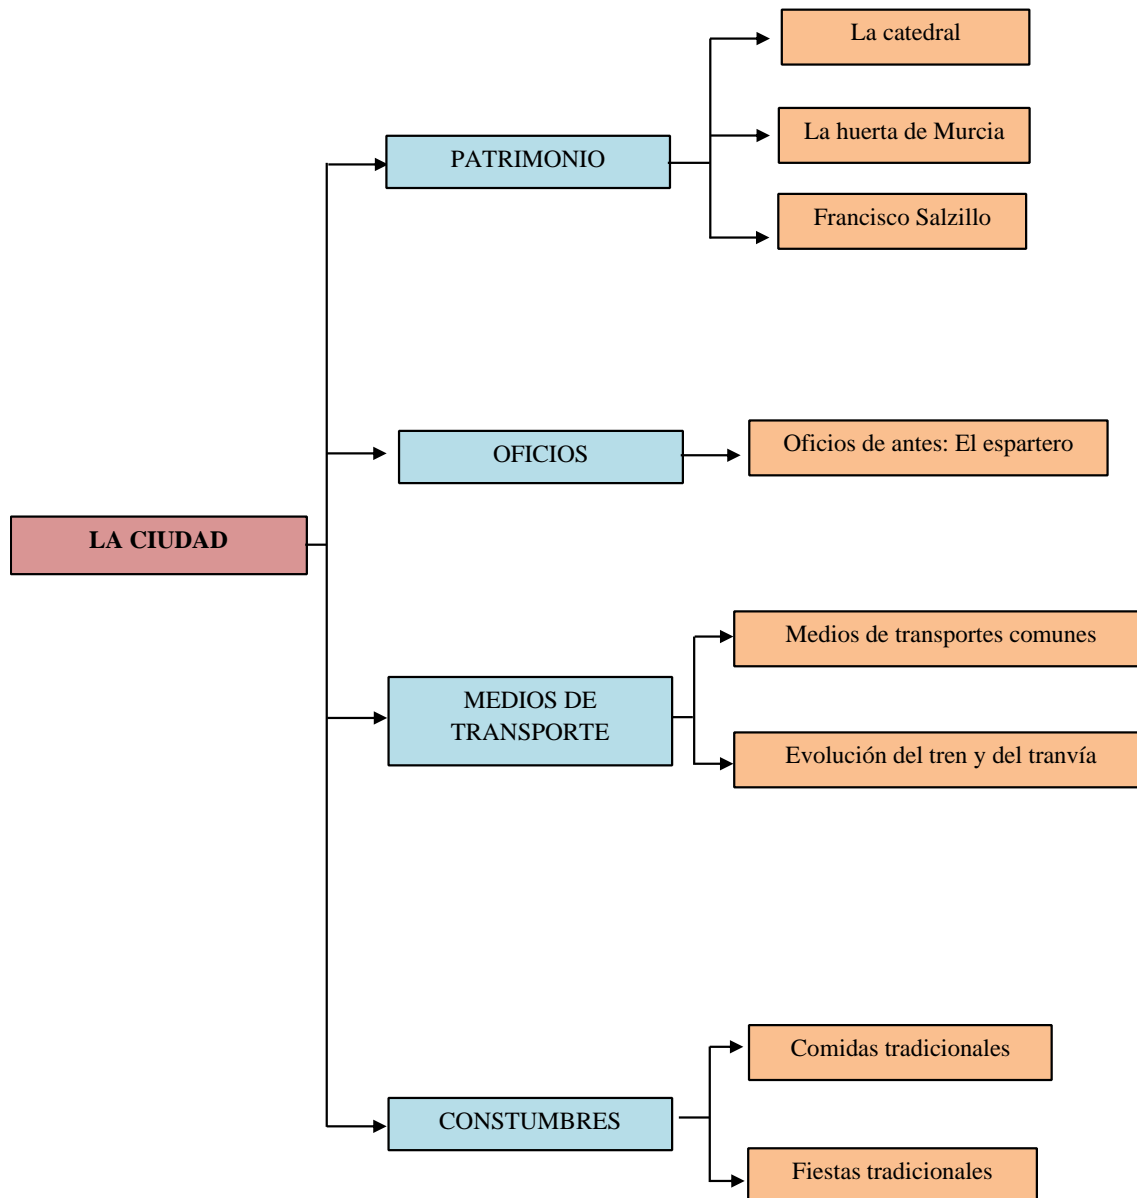 La catedral
La huerta de Murcia
PATRIMONIO
Francisco Salzillo
OFICIOS
Oficios de antes: El espartero
LA CIUDAD
Medios de transportes comunes
MEDIOS DE
TRANSPORTE
Evolución del tren y del tranvía
Comidas tradicionales
CONSTUMBRES
Fiestas tradicionales